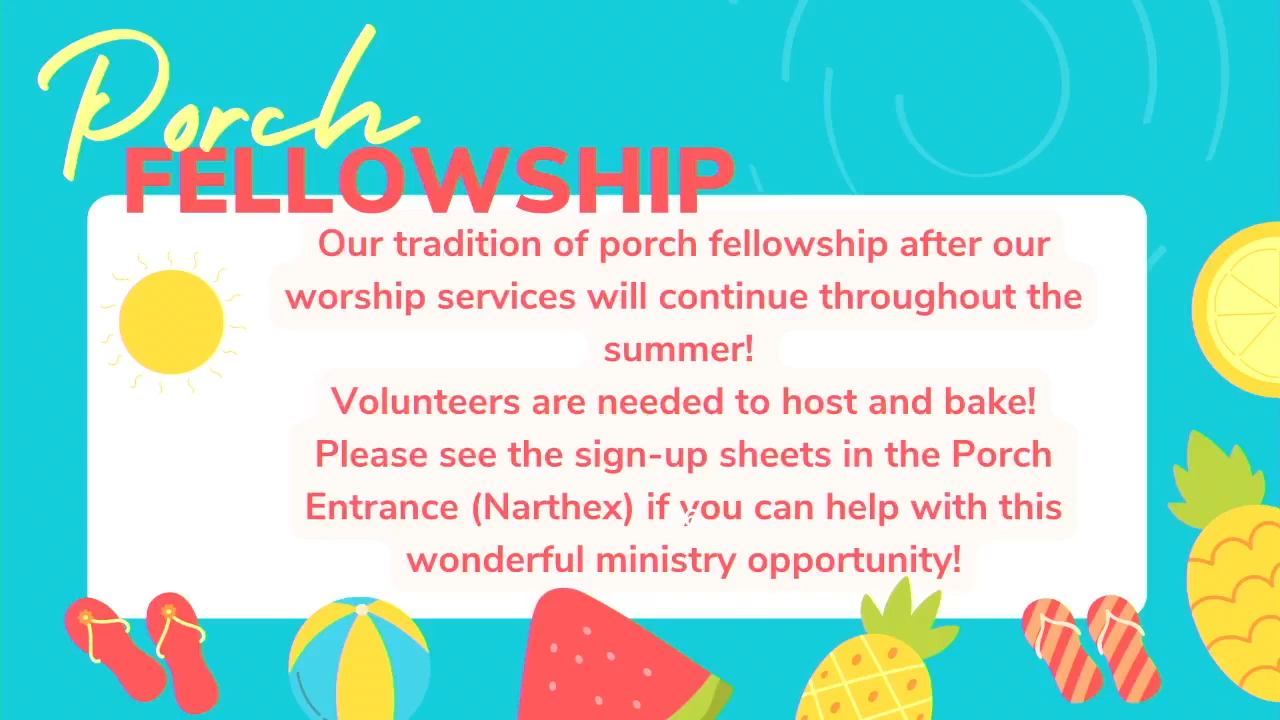 Porch
FELLOWSHIP
Our tradition of porch fellowship after our
worship services will continue throughout the
summer!
Volunteers are needed to host and bake!
Please see the sign-up sheets in the Porch
Entrance (Narthex) if you can help with this
wonderful ministry opportunity!